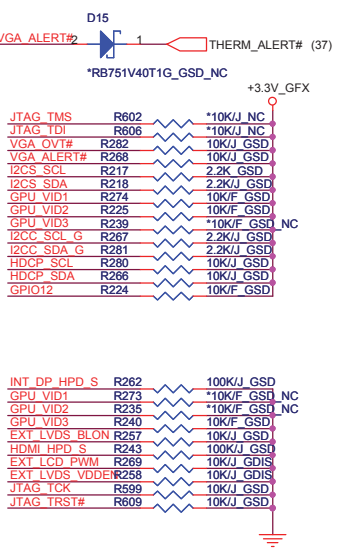 D15
VGA_ALERT# 2 1 THERM_ALERT# (37)
*RB751V40T1G_GSD_NC
+3.3V_GFX
JTAG_TMS R602 *10K/J_NC
JTAG_TDI R606 *10K/J_NC
VGA_OVT# R282 10K/J_GSD
VGA_ALERT# R268 10K/J_GSD
I2CS_SCL R217 2.2K_GSD
I2CS_SDA R218 2.2K/J_GSD
GPU_VID1 R274 10K/F_GSD
GPU_VID2 R225 10K/F_GSD
GPU_VID3 R239 *10K/F_GSD_NC
I2CC_SCL_G R267 2.2K/J_GSD
I2CC_SDA_G R281 2.2K/J_GSD
HDCP_SCL R280 10K/J_GSD
HDCP_SDA R266 10K/J_GSD
GPIO12 R224 10K/F_GSD
INT_DP_HPD_S R262 100K/J_GSD
GPU_VID1 R273 *10K/F_GSD_NC
GPU_VID2 R235 *10K/F_GSD_NC
GPU_VID3 R240 10K/F_GSD
EXT_LVDS_BLON R257 10K/J_GSD
HDMI_HPD_S R243 100K/J_GSD
EXT_LCD_PWM R269 10K/J_GDIS
EXT_LVDS_VDDEN R258 10K/J_GDIS
JTAG_TCK R599 10K/J_GSD
JTAG_TRST# R609 10K/J_GSD